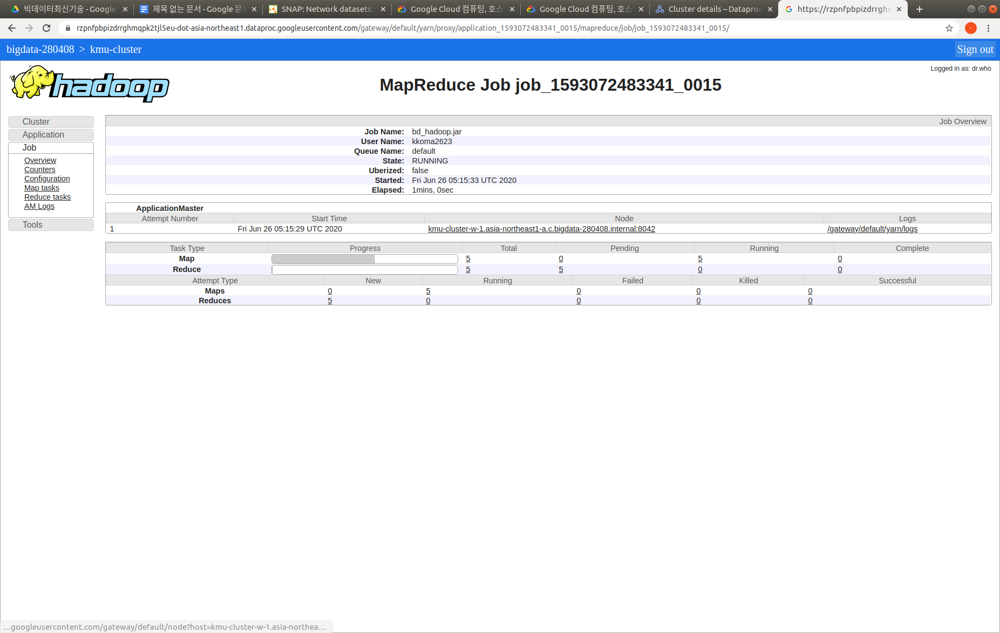 빅데이터최신기술 - Google
제목 없는 문서 - Google 문서
SNAP: Network datasets:
Google Cloud 컴퓨팅, 호스
Google Cloud 컴퓨팅, 호스
Cluster details – Dataproc
https://rzpnfpbpizdrrghm
rzpnfpbpizdrrghmqpk2tjl5eu-dot-asia-northeast1.dataproc.googleusercontent.com/gateway/default/yarn/proxy/application_1593072483341_0015/mapreduce/job/job_1593072483341_0015/
bigdata-280408 > kmu-cluster
Sign out
Logged in as: dr.who
hadoop
MapReduce Job job_1593072483341_0015
Cluster
Application
Job
Overview
Counters
Configuration
Map tasks
Reduce tasks
AM Logs
Tools
Job Overview
Job Name: bd_hadoop.jar
User Name: kkoma2623
Queue Name: default
State: RUNNING
Uberized: false
Started: Fri Jun 26 05:15:33 UTC 2020
Elapsed: 1mins, 0sec
ApplicationMaster
Attempt Number Start Time Node Logs
1 Fri Jun 26 05:15:29 UTC 2020 kmu-cluster-w-1.asia-northeast1-a.c.bigdata-280408.internal:8042 /gateway/default/yarn/logs
Task Type Progress Total Pending Running Complete
Map 5 0 5 0
Reduce 5 5 0 0
Attempt Type New Running Failed Killed Successful
Maps 0 5 0 0 0
Reduces 5 0 0 0 0
...googleusercontent.com/gateway/default/node?host=kmu-cluster-w-1.asia-northea...